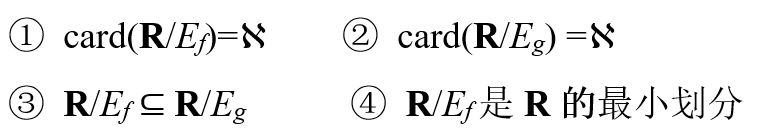 ① card(R/E_f)=ℵ ② card(R/E_g) =ℵ
③ R/E_f ⊆ R/E_g ④ R/E_f是 R 的最小划分